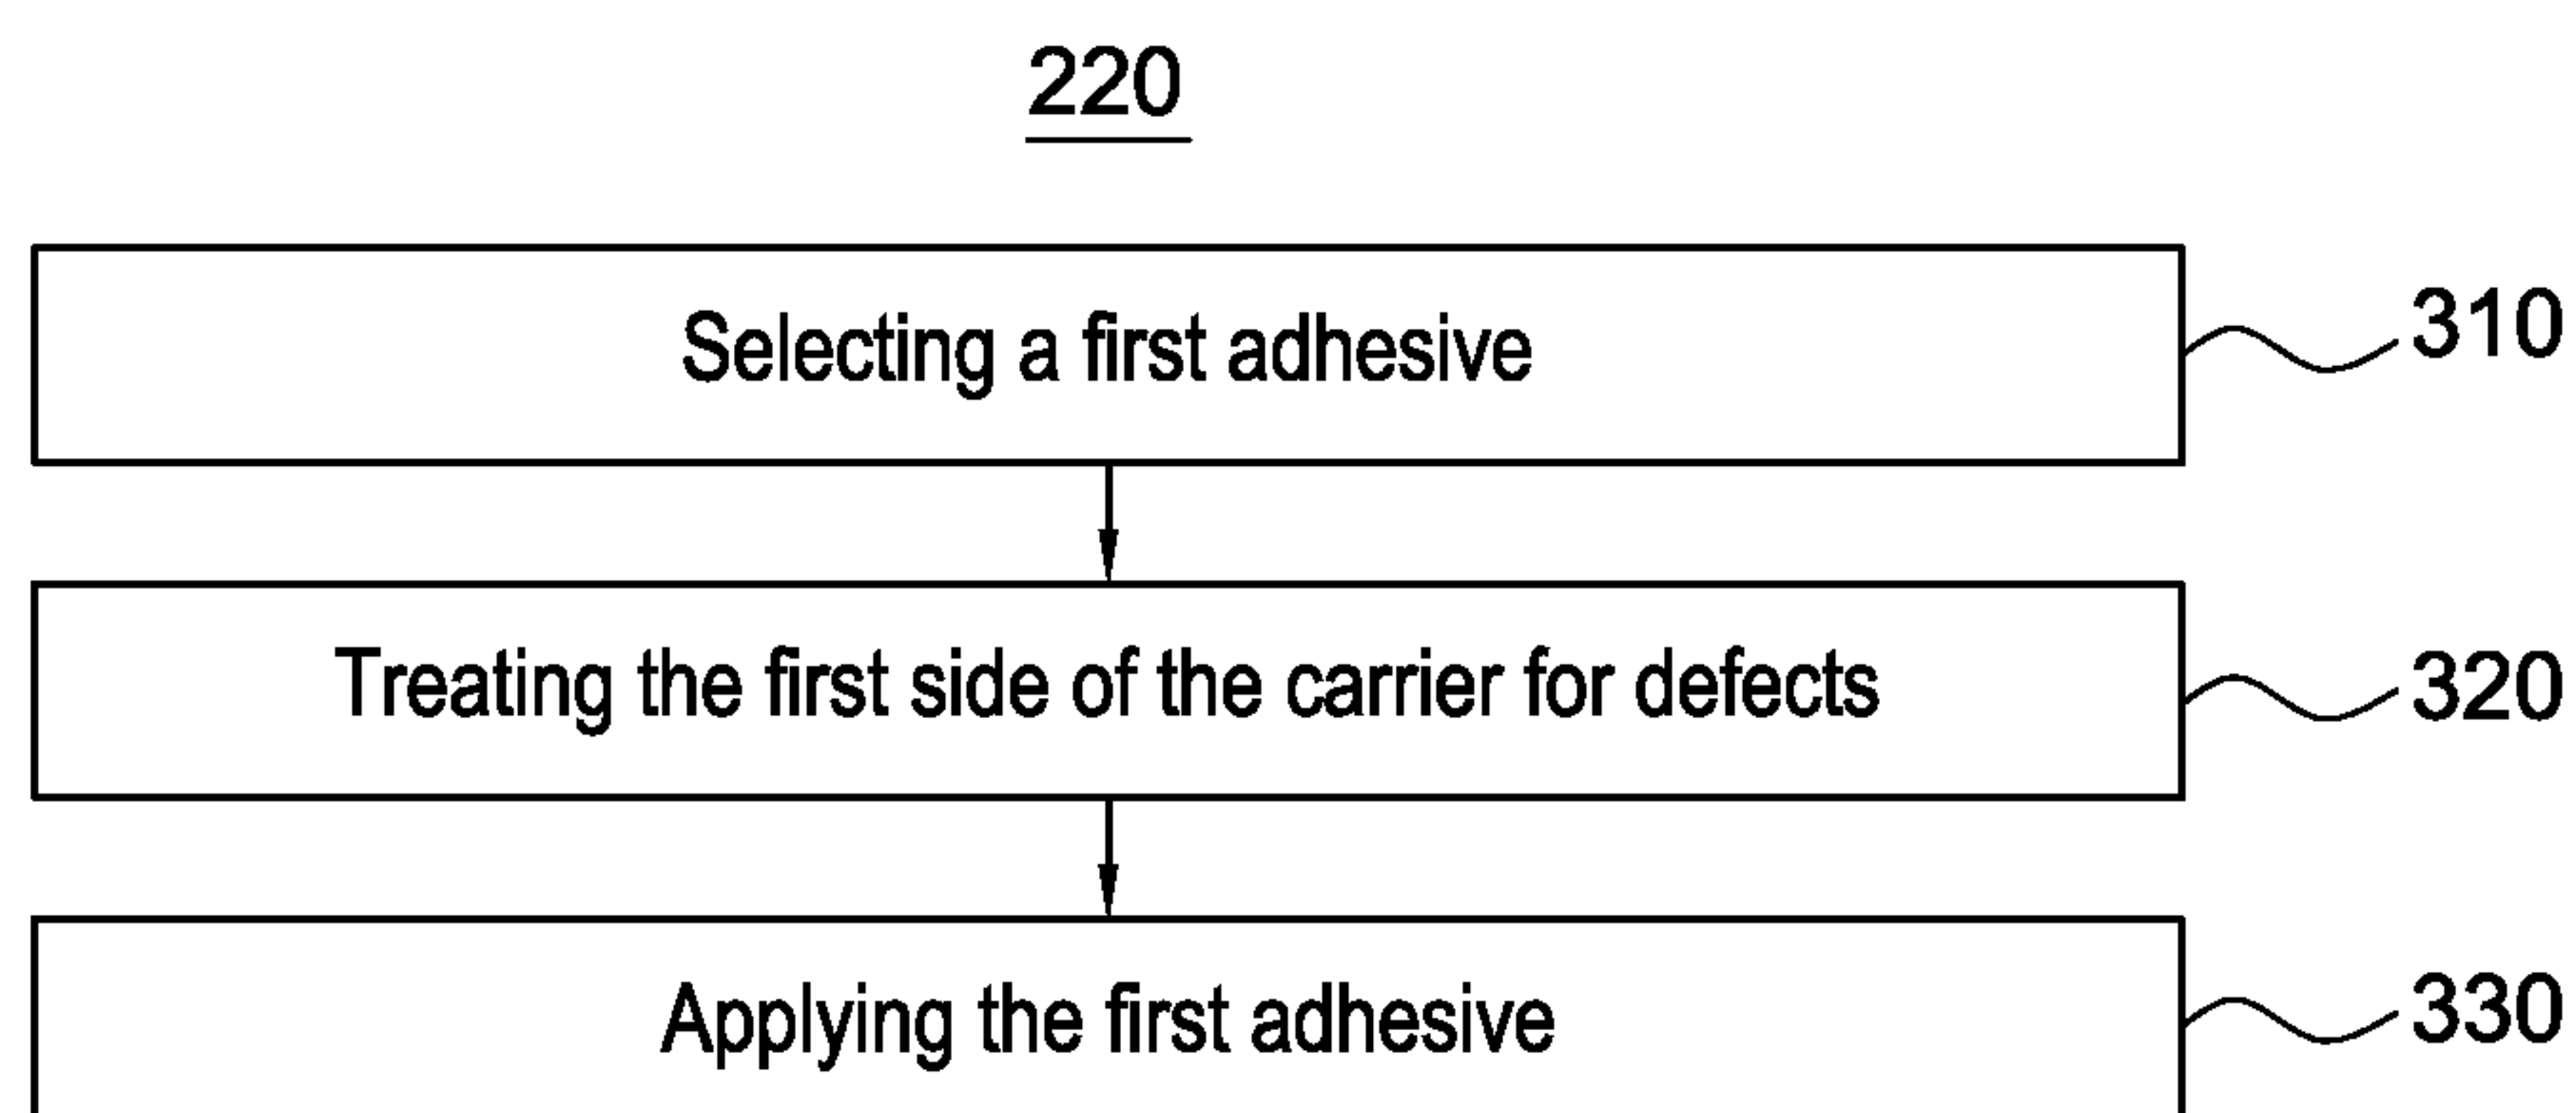 220
Selecting a first adhesive
310
Treating the first side of the carrier for defects
320
Applying the first adhesive
330